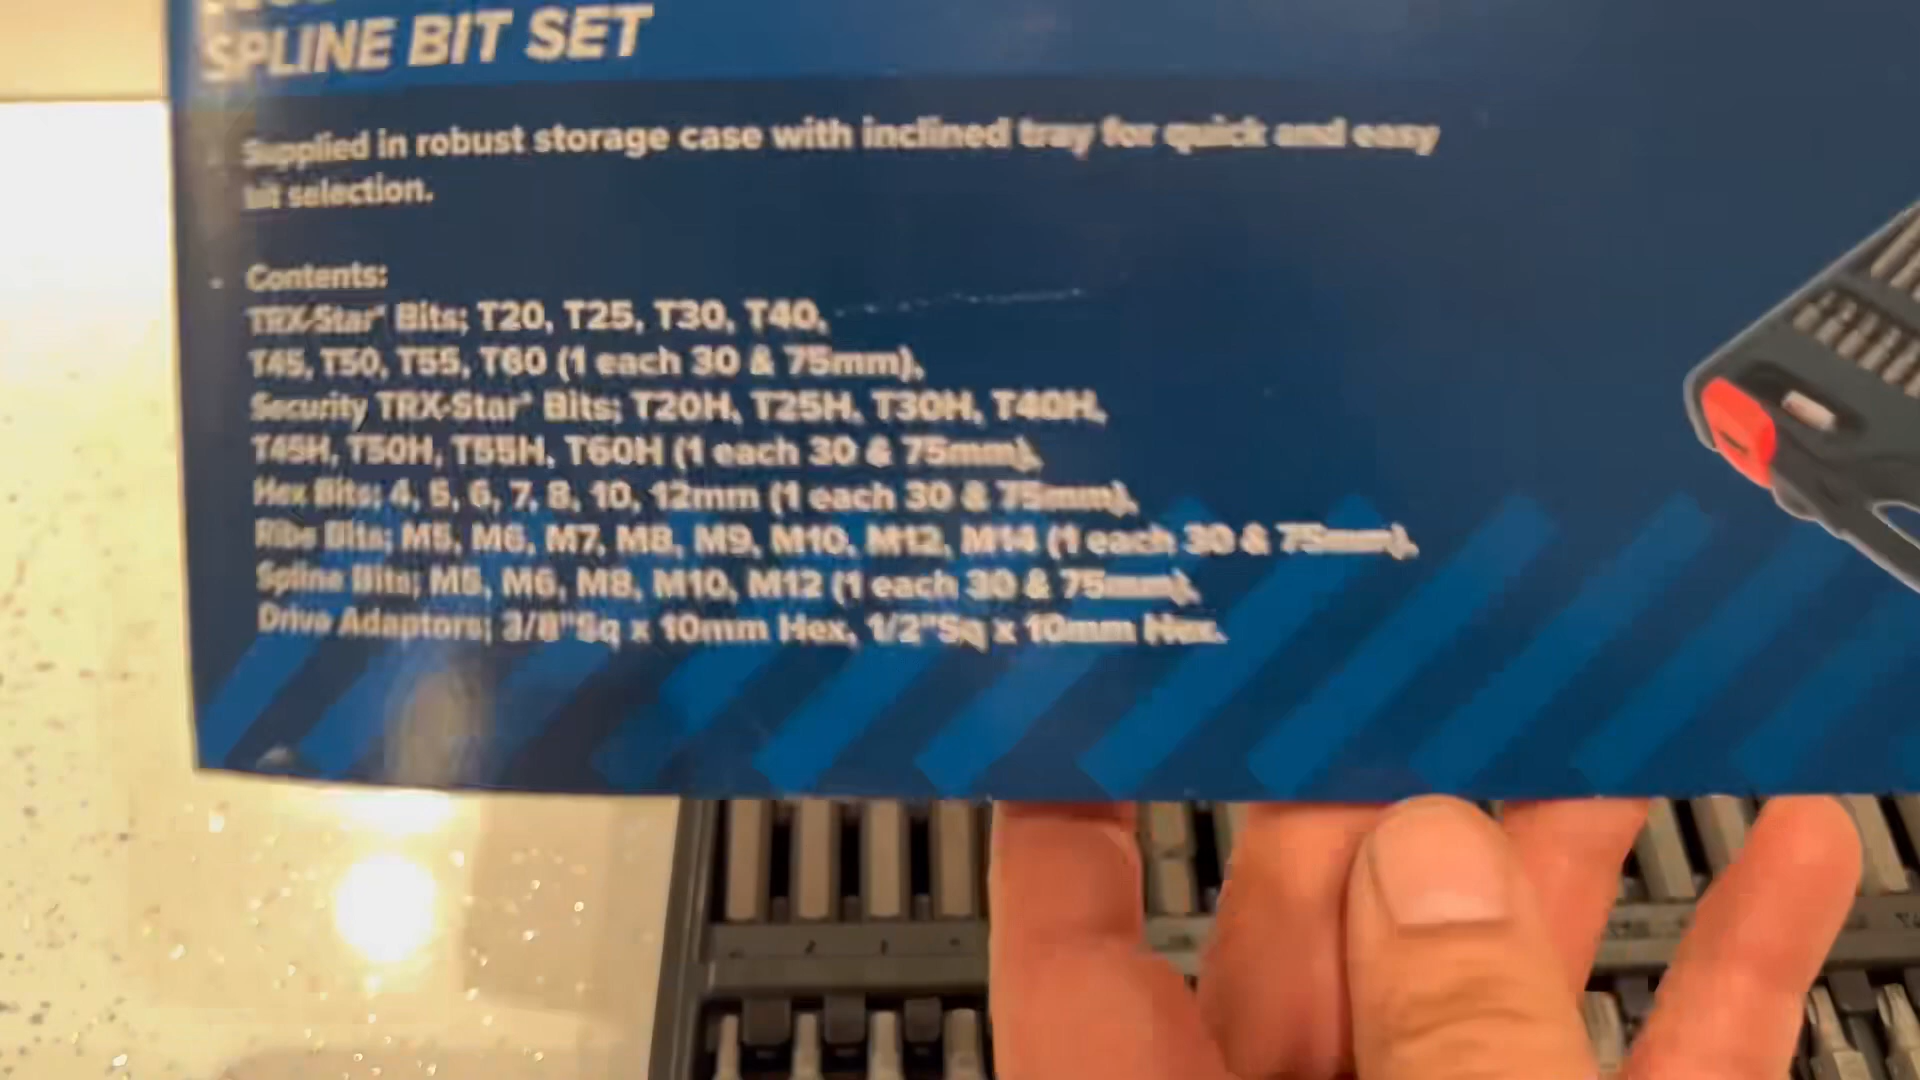 SPLINE BIT SET
Supplied in robust storage case with inclined tray for quick and easy
bit selection.
Contents:
TRX-Star* Bits; T20, T25, T30, T40,
T45, T50, T55, T60 (1 each 30 & 75mm),
Security TRX-Star* Bits; T20H, T25H, T30H, T40H,
T45H, T50H, T55H, T60H (1 each 30 & 75mm),
Hex Bits; 4, 5, 6, 7, 8, 10, 12mm (1 each 30 & 75mm),
Ribe Bits; M5, M6, M7, M8, M9, M10, M12, M14 (1 each 30 & 75mm),
Spline Bits; M5, M6, M8, M10, M12 (1 each 30 & 75mm),
Drive Adaptors; 3/8"Sq x 10mm Hex, 1/2"Sq x 10mm Hex.